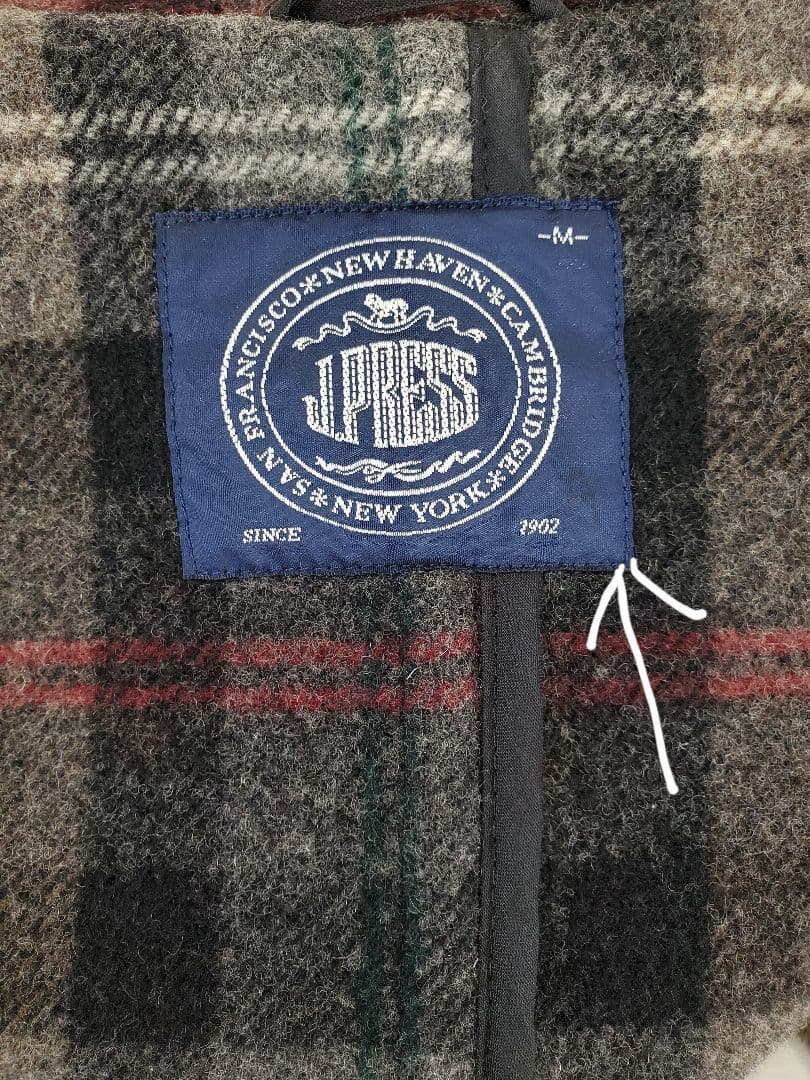 -M-
SAN FRANCISCO*NEW HAVEN*CAMBRIDGE*NEW YORK*
J.PRESS
SINCE 1902